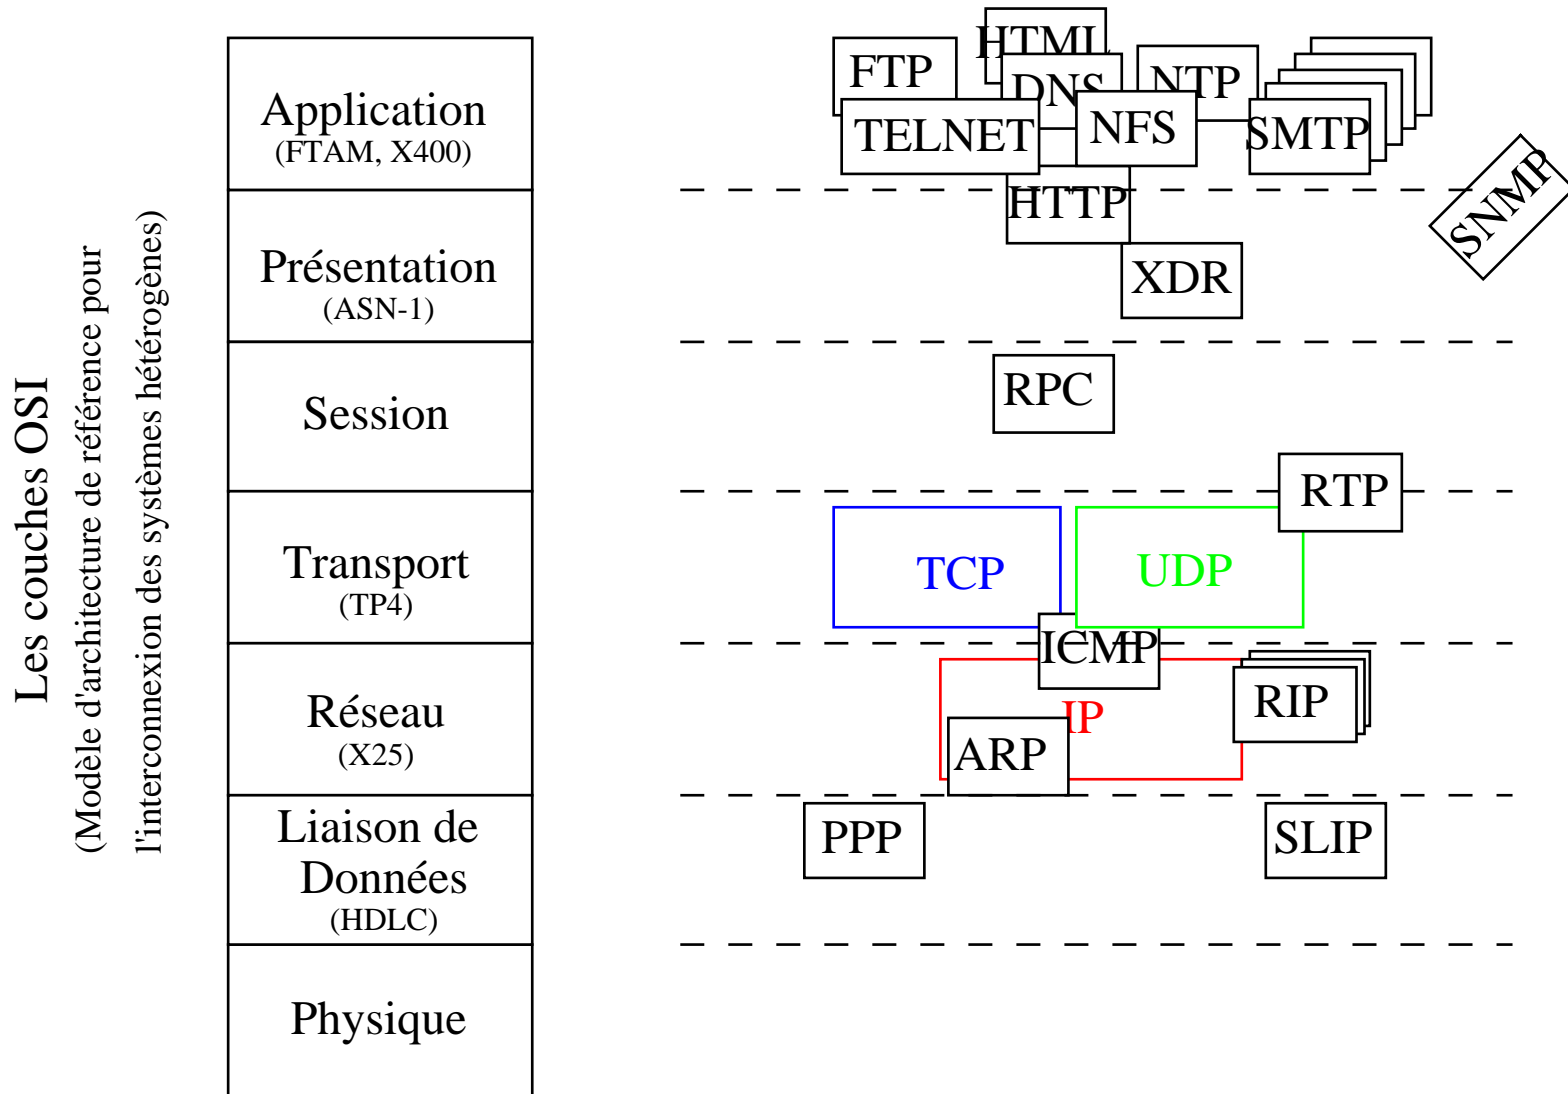 Les couches OSI
(Modèle d'architecture de référence pour
l'interconnexion des systèmes hétérogènes)
Application
(FTAM, X400)
Présentation
(ASN-1)
Session
Transport
(TP4)
Réseau
(X25)
Liaison de
Données
(HDLC)
Physique
HTML
FTP
DNS
NTP
TELNET
NFS
SMTP
HTTP
SNMP
XDR
RPC
RTP
TCP
UDP
ICMP
RIP
IP
ARP
PPP
SLIP